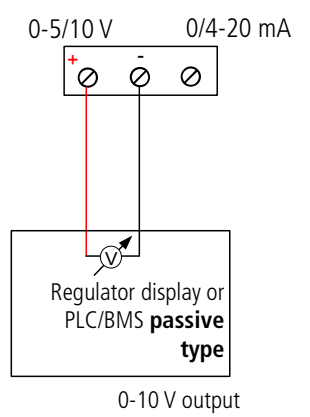 0-5/10 V 0/4-20 mA
+ -
V
Regulator display or
PLC/BMS passive
type
0-10 V output